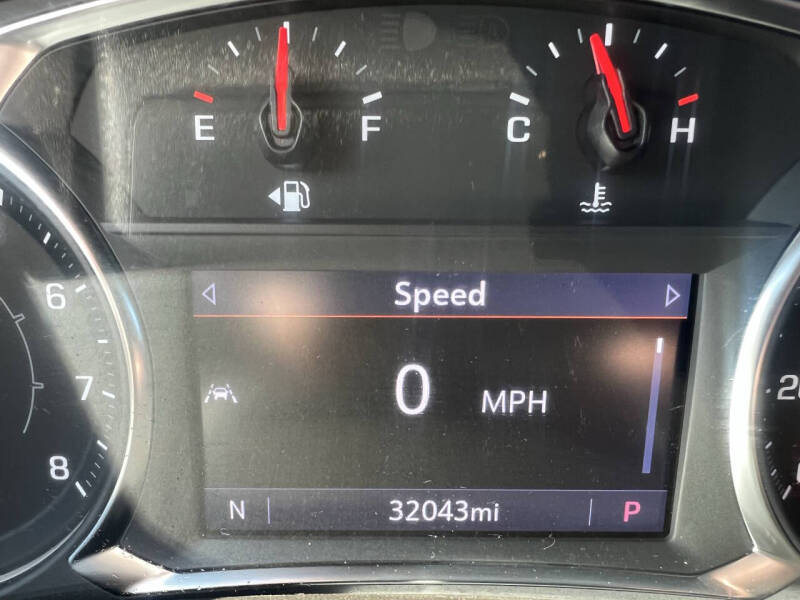 E F C H
Speed
6
0 MPH
7
8
N 32043mi P